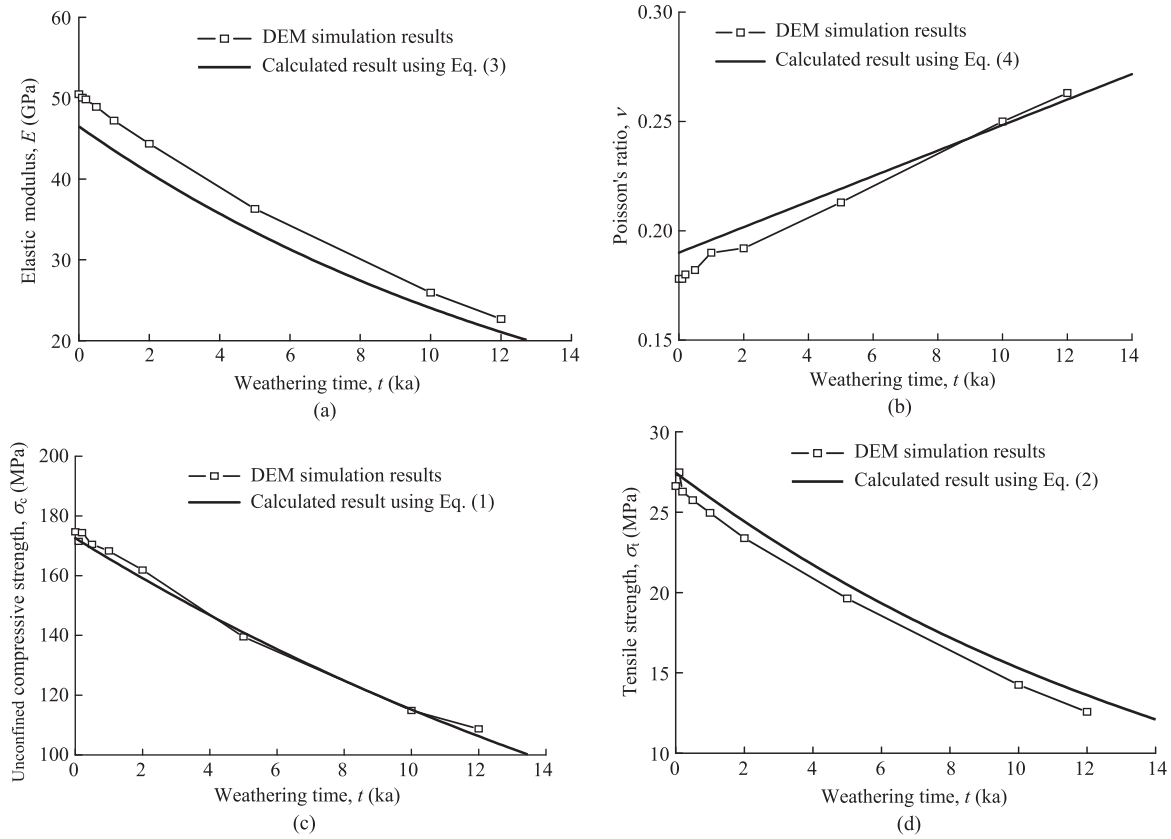 60
50
40
30
20
Elastic modulus, E (GPa)
DEM simulation results
Calculated result using Eq. (3)
0 2 4 6 8 10 12 14
Weathering time, t (ka)
(a)
0.30
0.25
0.20
0.15
Poisson's ratio, ν
DEM simulation results
Calculated result using Eq. (4)
0 2 4 6 8 10 12 14
Weathering time, t (ka)
(b)
200
180
160
140
120
100
Unconfined compressive strength, σc (MPa)
DEM simulation results
Calculated result using Eq. (1)
0 2 4 6 8 10 12 14
Weathering time, t (ka)
(c)
30
25
20
15
10
Tensile strength, σt (MPa)
DEM simulation results
Calculated result using Eq. (2)
0 2 4 6 8 10 12 14
Weathering time, t (ka)
(d)